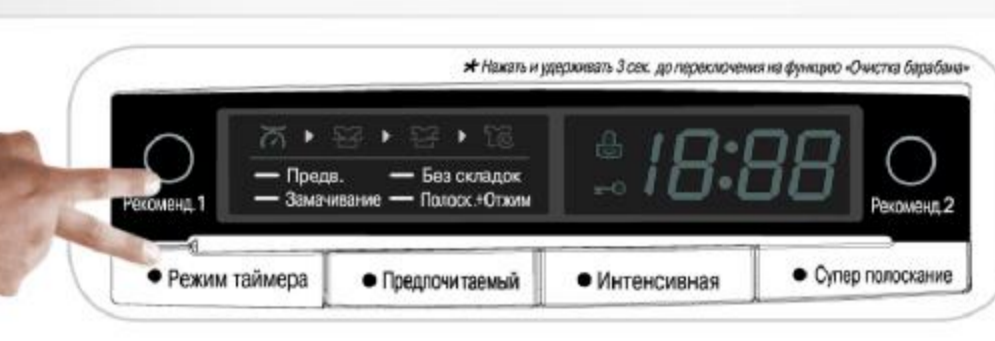 * Нажать и удерживать 3 сек. до переключения на функцию «Очистка барабана»
Рекоменд.1
Предв.
Без складок
Замачивание
Полоск.+Отжим
18:88
Рекоменд.2
Режим таймера
Предпочитаемый
Интенсивная
Супер полоскание